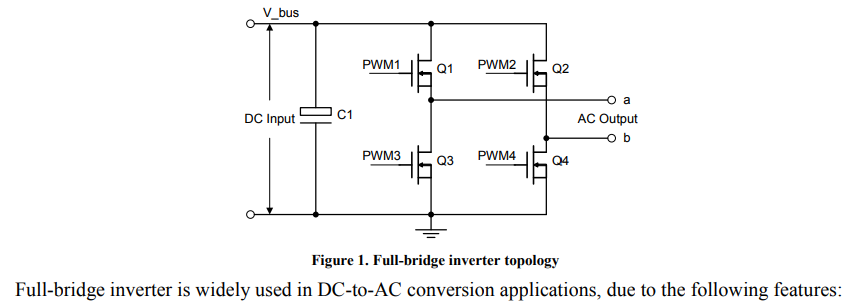 V_bus
PWM1 Q1 PWM2 Q2
a
DC Input C1 AC Output
b
PWM3 Q3 PWM4 Q4
Figure 1. Full-bridge inverter topology
Full-bridge inverter is widely used in DC-to-AC conversion applications, due to the following features: